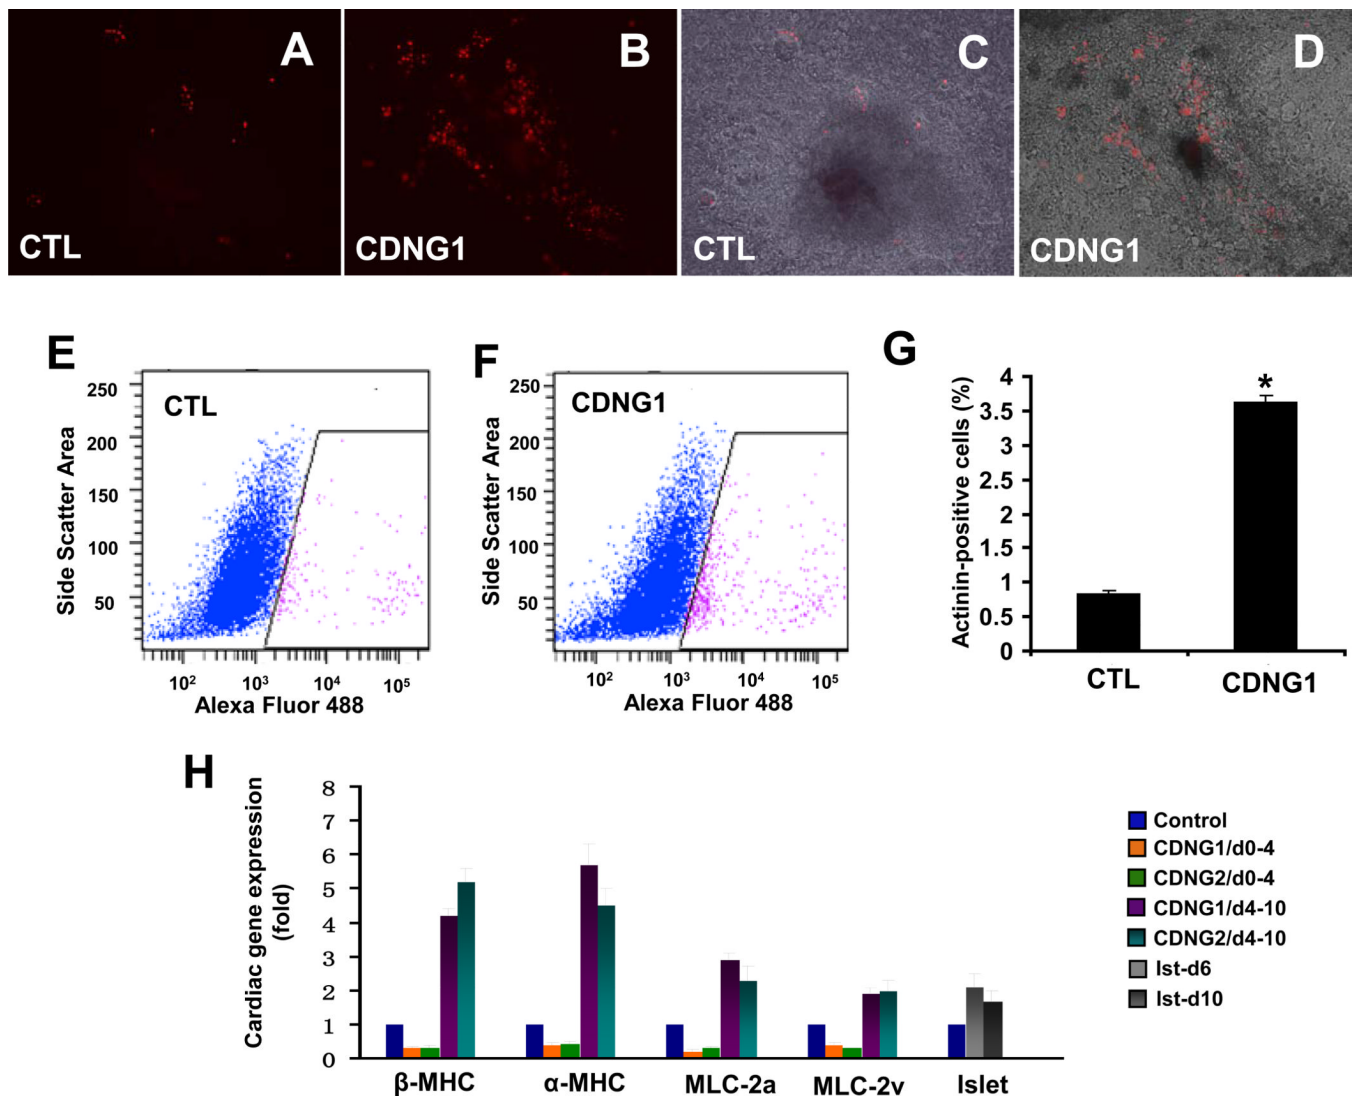 A
CTL
B
CDNG1
C
CTL
D
CDNG1
E
CTL
Side Scatter Area
250
200
150
100
50
10² 10³ 10⁴ 10⁵
Alexa Fluor 488
F
CDNG1
Side Scatter Area
250
200
150
100
50
10² 10³ 10⁴ 10⁵
Alexa Fluor 488
G
Actinin-positive cells (%)
4
3.5
3
2.5
2
1.5
1
0.5
0
*
CTL CDNG1
H
Cardiac gene expression
(fold)
8
7
6
5
4
3
2
1
0
β-MHC α-MHC MLC-2a MLC-2v Islet
Control
CDNG1/d0-4
CDNG2/d0-4
CDNG1/d4-10
CDNG2/d4-10
Ist-d6
Ist-d10